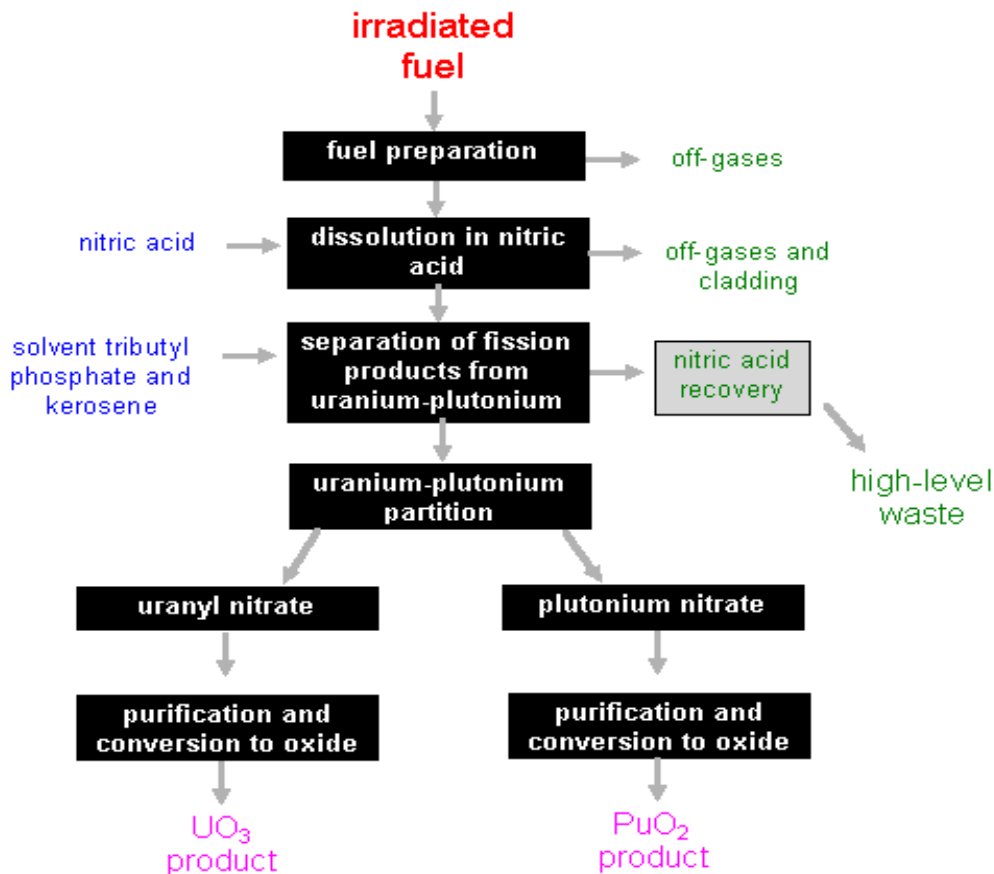 irradiated
fuel
fuel preparation
off-gases
nitric acid
dissolution in nitric
acid
off-gases and
cladding
solvent tributyl
phosphate and
kerosene
separation of fission
products from
uranium-plutonium
nitric acid
recovery
high-level
waste
uranium-plutonium
partition
uranyl nitrate
plutonium nitrate
purification and
conversion to oxide
purification and
conversion to oxide
UO₃
product
PuO₂
product